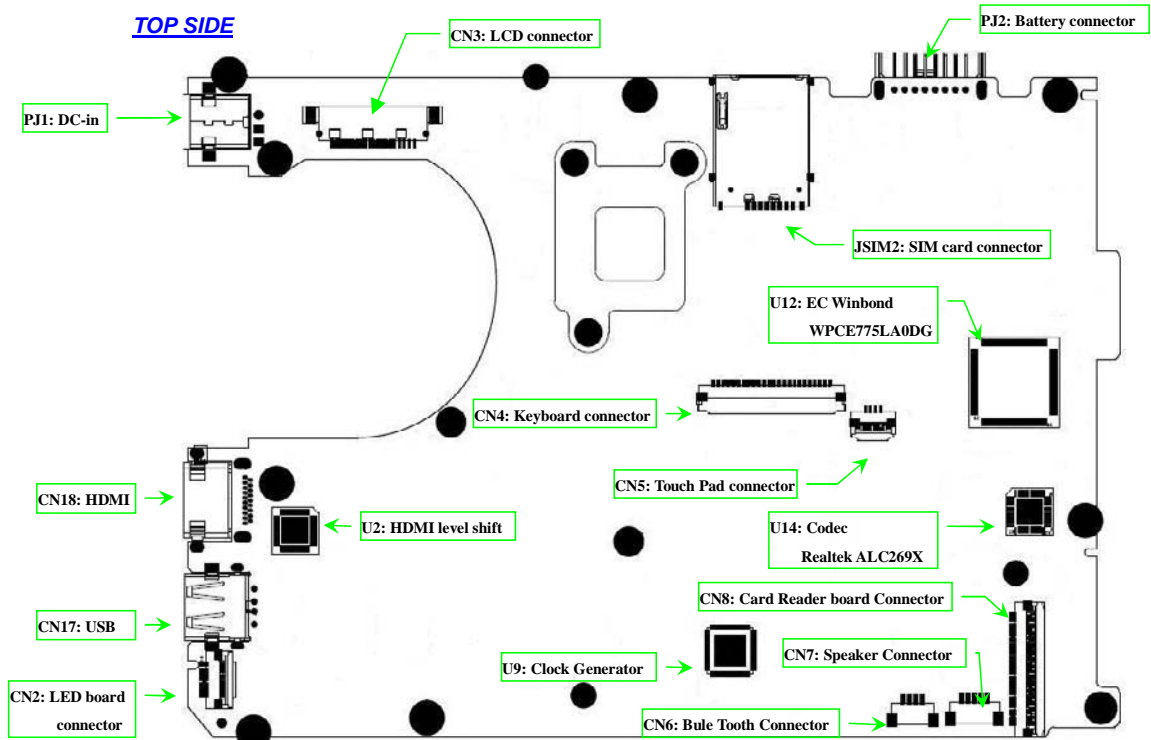 TOP SIDE
PJ2: Battery connector
CN3: LCD connector
PJ1: DC-in
JSIM2: SIM card connector
U12: EC Winbond
WPCE775LA0DG
CN4: Keyboard connector
CN5: Touch Pad connector
CN18: HDMI
U2: HDMI level shift
U14: Codec
Realtek ALC269X
CN8: Card Reader board Connector
CN17: USB
CN7: Speaker Connector
U9: Clock Generator
CN2: LED board
connector
CN6: Bule Tooth Connector